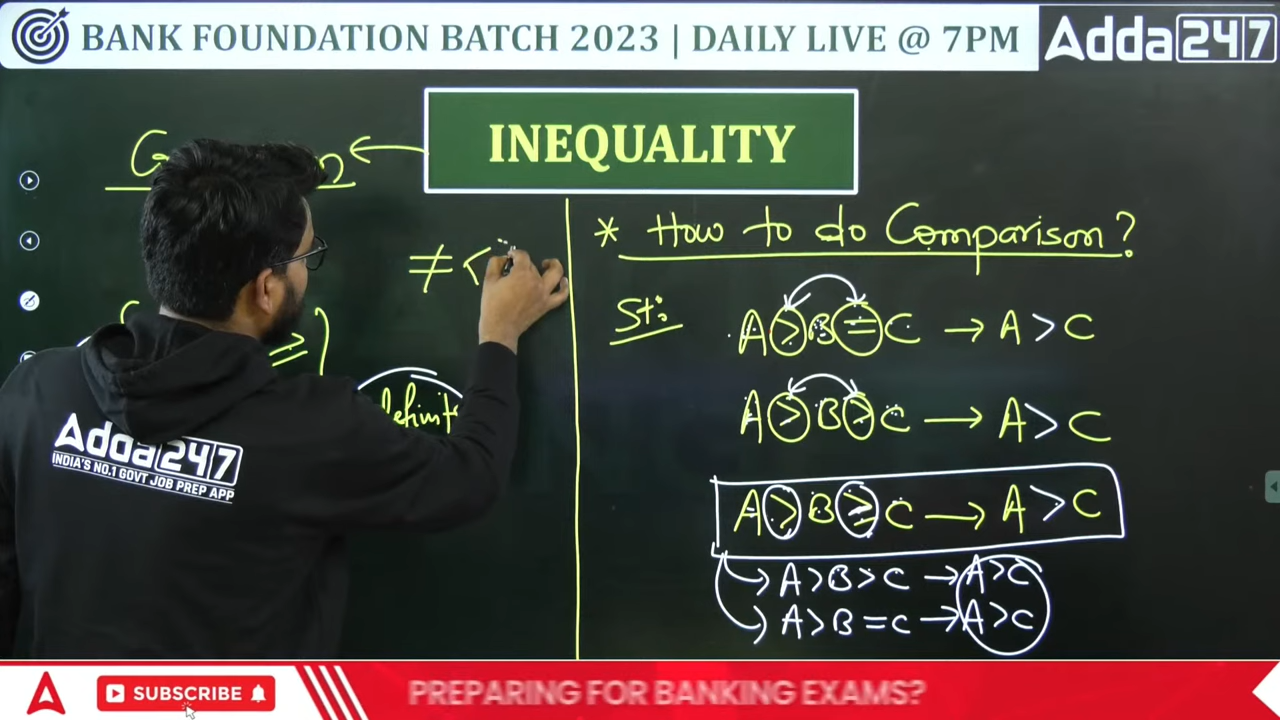 BANK FOUNDATION BATCH 2023 | DAILY LIVE @ 7PM
Adda247
INEQUALITY
* How to do Comparison?
≠ <
St:
A > B = C → A > C
A > B > C → A > C
A > B ≥ C → A > C
→ A > B > C → A > C
→ A > B = C → A > C
definite
Adda247
INDIA'S NO.1 GOVT JOB PREP APP
SUBSCRIBE
PREPARING FOR BANKING EXAMS?